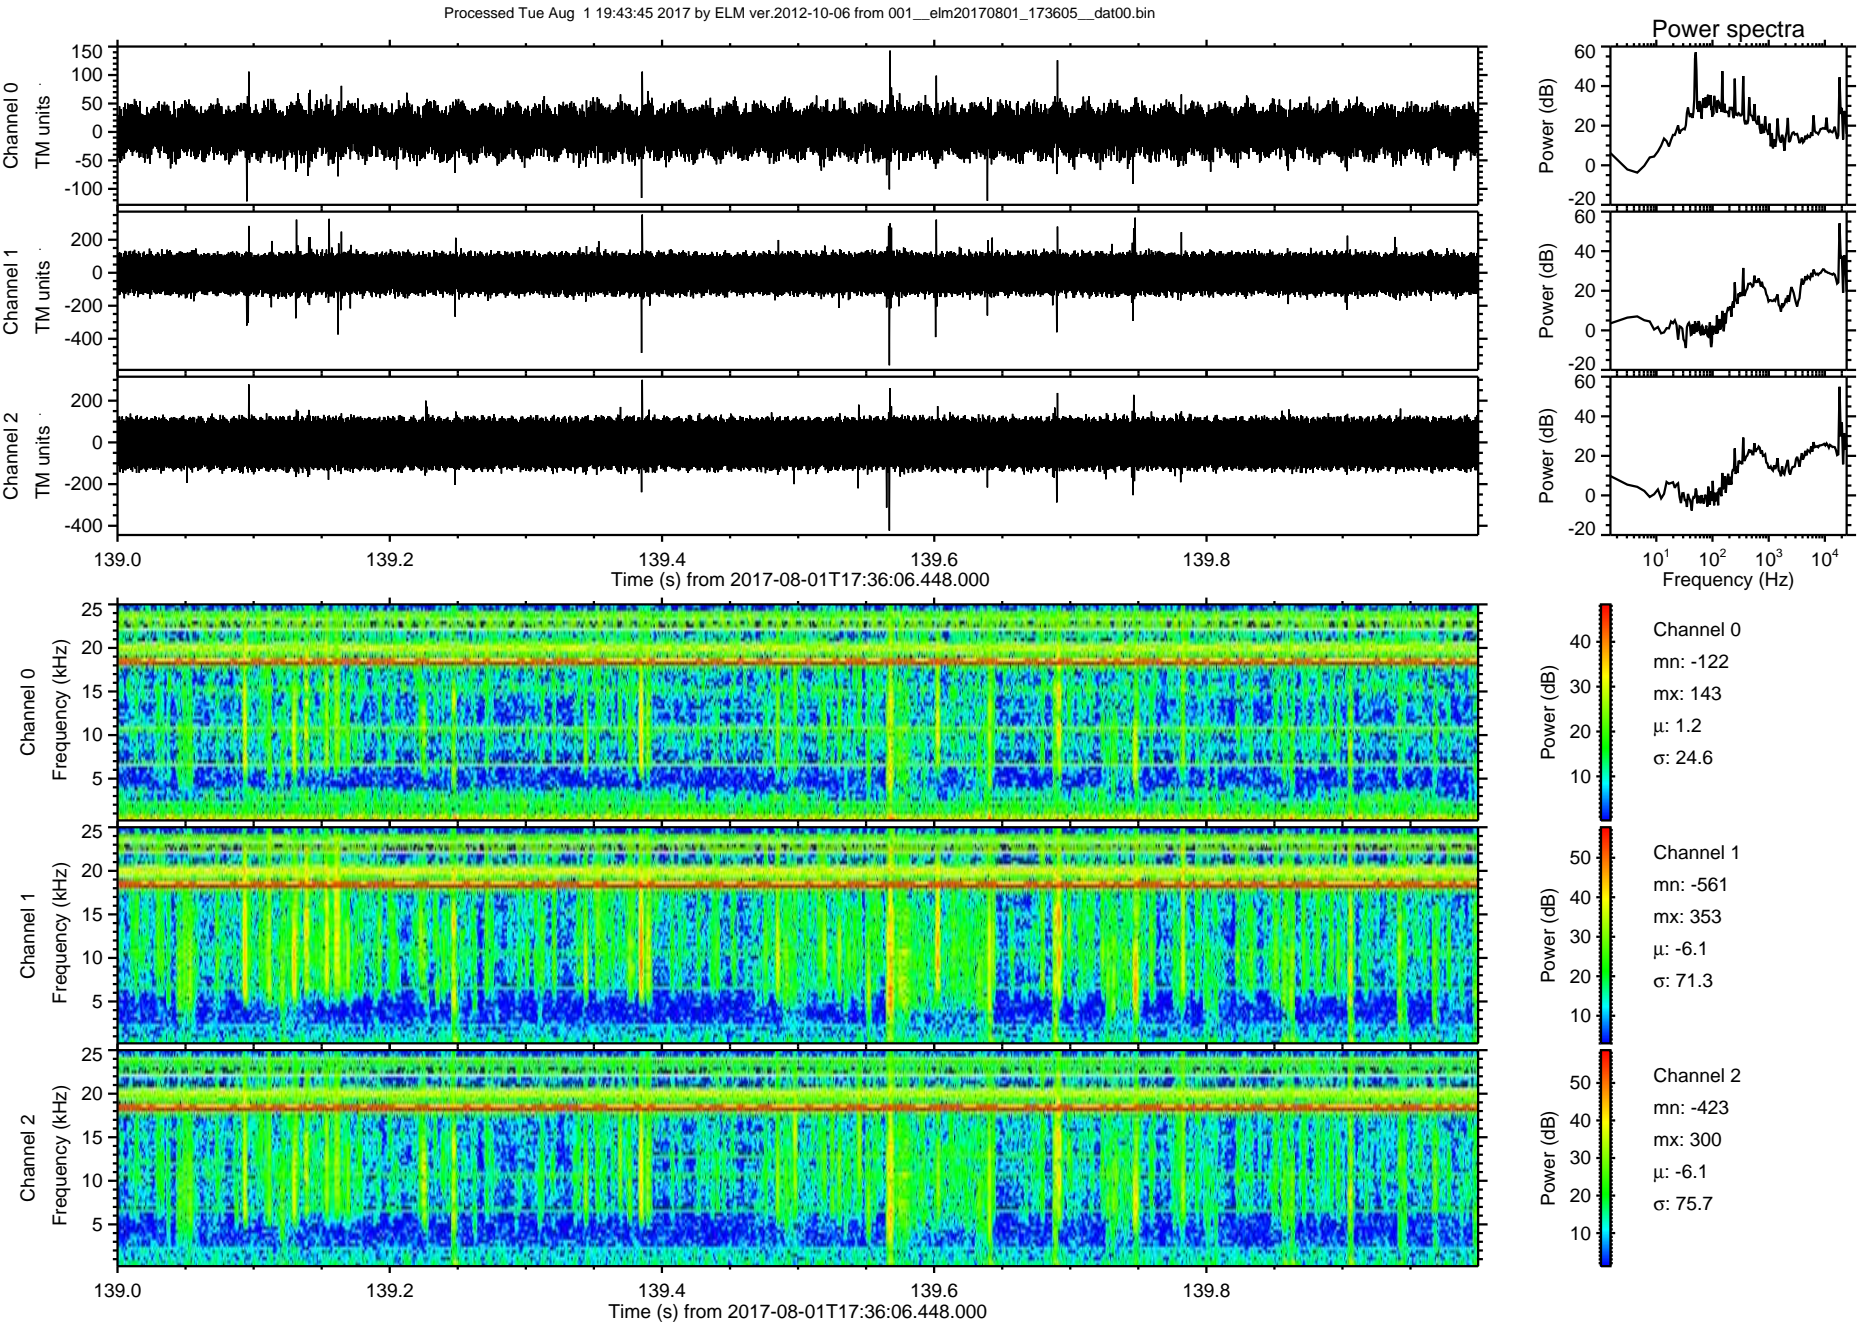 Processed Tue Aug 1 19:43:45 2017 by ELM ver.2012-10-06 from 001__elm20170801_173605__dat00.bin
Power spectra
Channel 0
TM units
150
100
50
0
-50
-100
Power (dB)
60
40
20
0
-20
Channel 1
TM units
200
0
-200
-400
Power (dB)
60
40
20
0
-20
Channel 2
TM units
200
0
-200
-400
Power (dB)
60
40
20
0
-20
139.0 139.2 139.4 139.6 139.8
Time (s) from 2017-08-01T17:36:06.448.000
10^1 10^2 10^3 10^4
Frequency (Hz)
Channel 0
Frequency (kHz)
25
20
15
10
5
Power (dB)
40
30
20
10
Channel 0
mn: -122
mx: 143
μ: 1.2
σ: 24.6
Channel 1
Frequency (kHz)
25
20
15
10
5
Power (dB)
50
40
30
20
10
Channel 1
mn: -561
mx: 353
μ: -6.1
σ: 71.3
Channel 2
Frequency (kHz)
25
20
15
10
5
Power (dB)
50
40
30
20
10
Channel 2
mn: -423
mx: 300
μ: -6.1
σ: 75.7
139.0 139.2 139.4 139.6 139.8
Time (s) from 2017-08-01T17:36:06.448.000